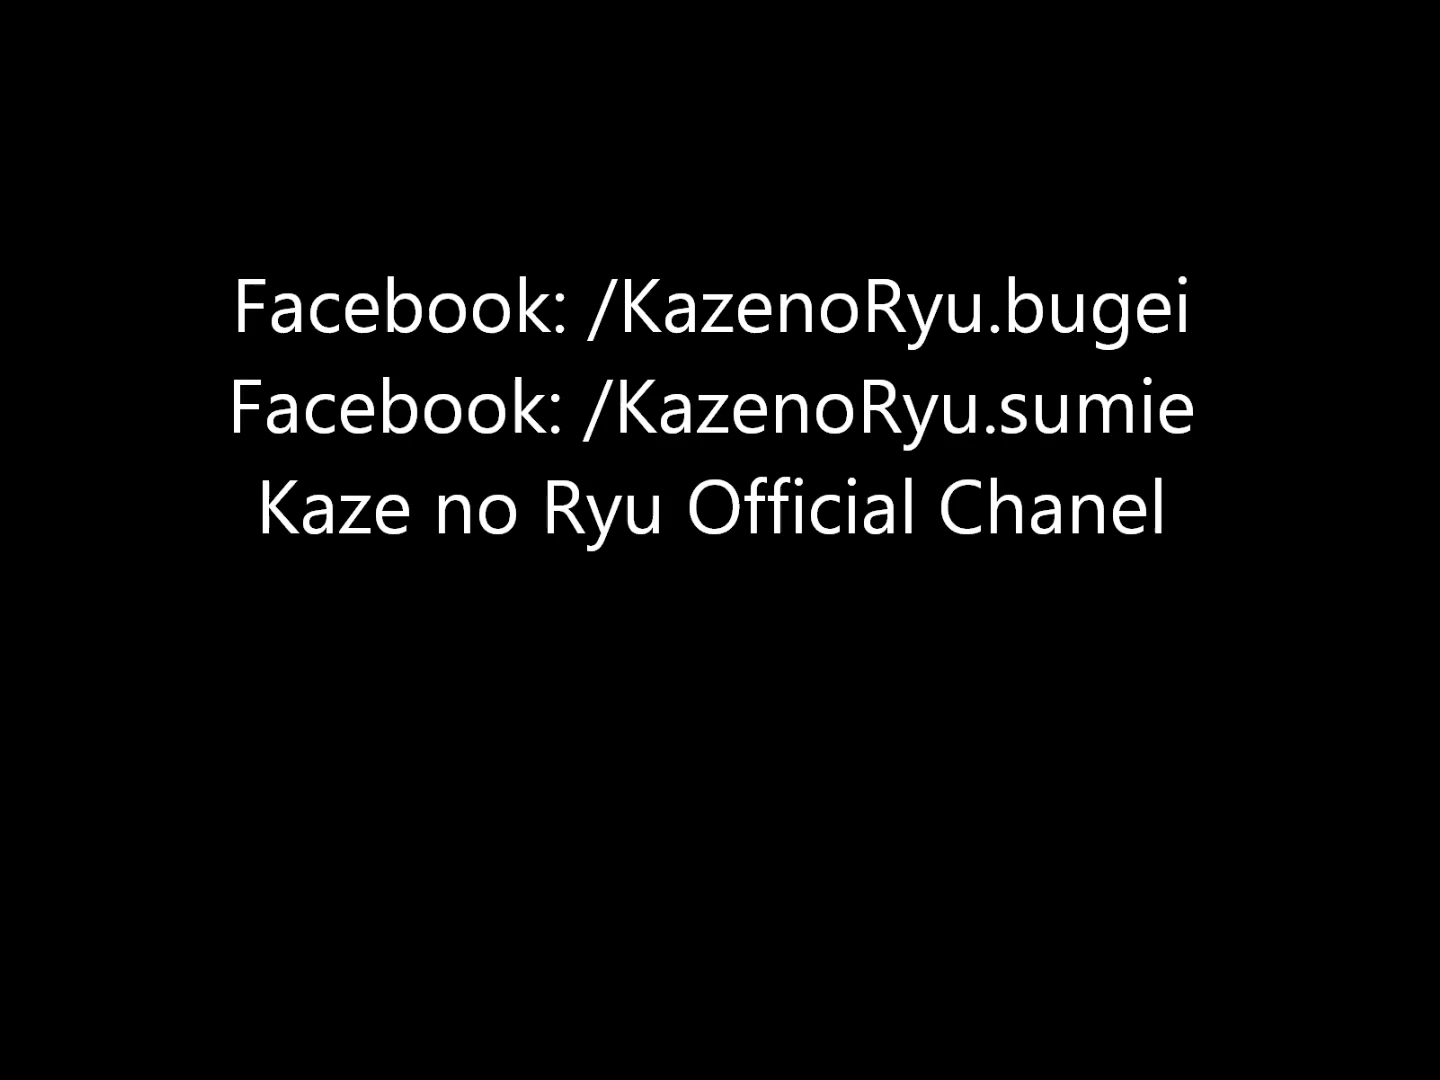 Facebook: /KazenoRyu.bugei
Facebook: /KazenoRyu.sumie
Kaze no Ryu Official Chanel